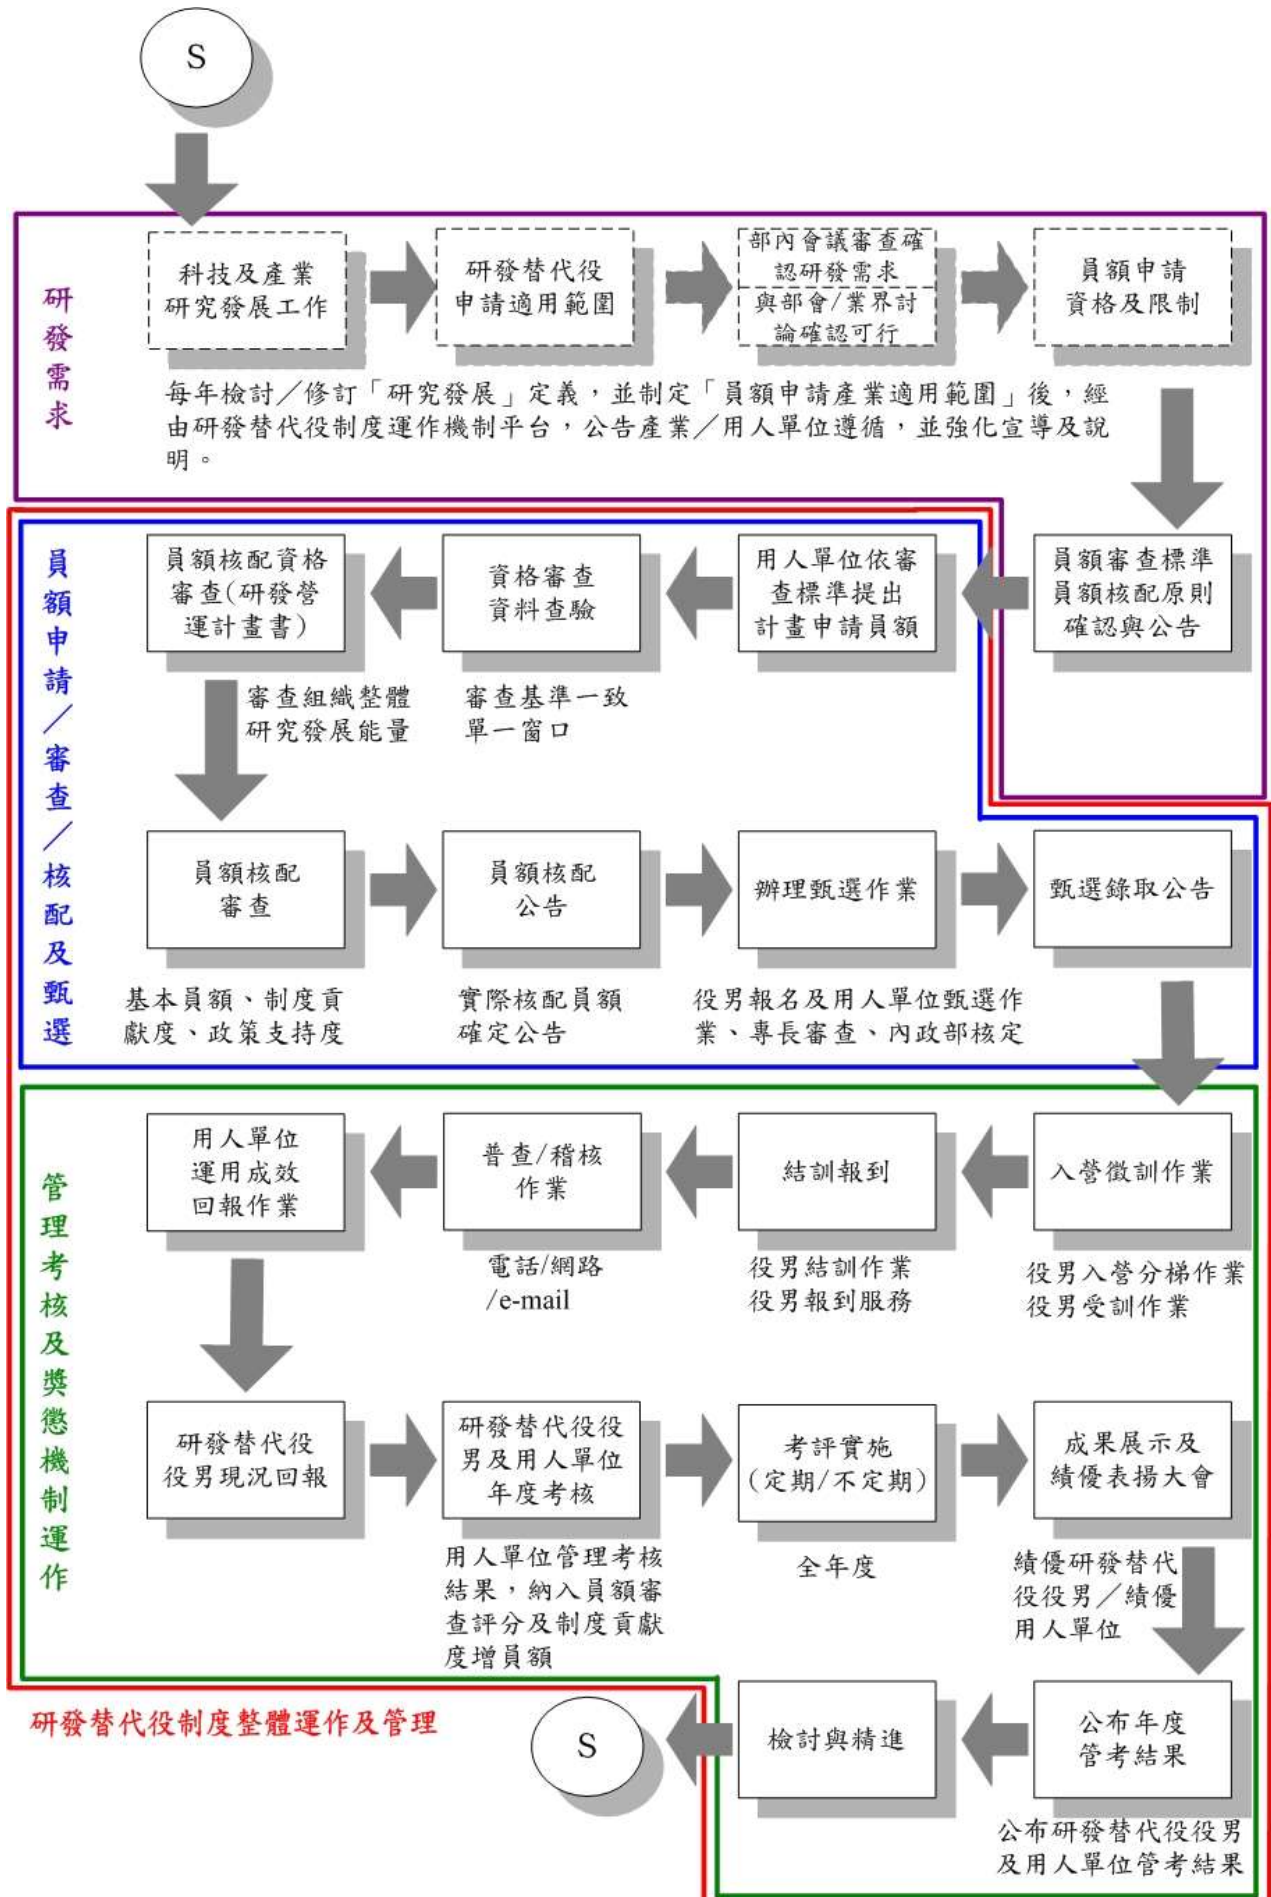 S
研發需求
科技及產業
研究發展工作
研發替代役
申請適用範圍
部內會議審查確
認研發需求
與部會/業界討
論確認可行
員額申請
資格及限制
每年檢討／修訂「研究發展」定義，並制定「員額申請產業適用範圍」後，經
由研發替代役制度運作機制平台，公告產業／用人單位遵循，並強化宣導及說
明。
員額審查標準
員額核配原則
確認與公告
員額申請／審查／核配及甄選
用人單位依審
查標準提出
計畫申請員額
資格審查
資料查驗
審查基準一致
單一窗口
員額核配資格
審查(研發營
運計畫書)
審查組織整體
研究發展能量
員額核配
審查
基本員額、制度貢
獻度、政策支持度
員額核配
公告
實際核配員額
確定公告
辦理甄選作業
役男報名及用人單位甄選作
業、專長審查、內政部核定
甄選錄取公告
管理考核及獎懲機制運作
入營徵訓作業
役男入營分梯作業
役男受訓作業
結訓報到
役男結訓作業
役男報到服務
普查/稽核
作業
電話/網路
/e-mail
用人單位
運用成效
回報作業
研發替代役
役男現況回報
研發替代役役
男及用人單位
年度考核
用人單位管理考核
結果，納入員額審
查評分及制度貢獻
度增員額
考評實施
(定期/不定期)
全年度
成果展示及
績優表揚大會
績優研發替代
役役男／績優
用人單位
公布年度
管考結果
公布研發替代役役男
及用人單位管考結果
檢討與精進
S
研發替代役制度整體運作及管理